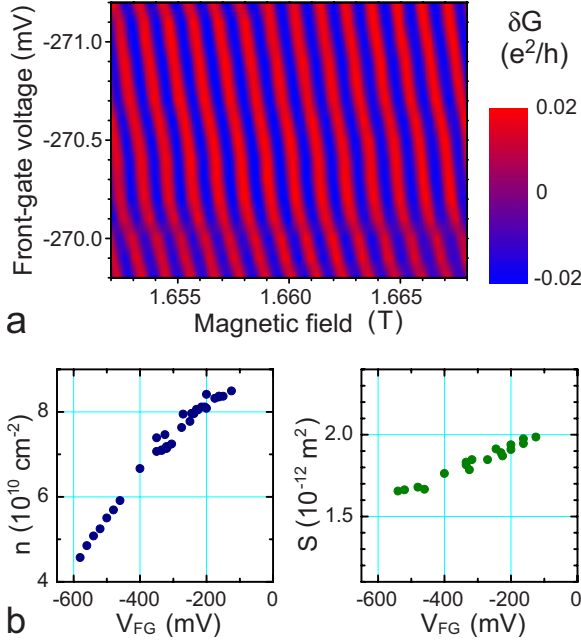 a
Front-gate voltage (mV)
-271.0
-270.5
-270.0
1.655 1.660 1.665
Magnetic field (T)
δG
(e²/h)
0.02
0
-0.02
b
n (10¹⁰ cm⁻²)
8
6
4
-600 -400 -200 0
V_FG (mV)
S (10⁻¹² m²)
2.0
1.5
-600 -400 -200 0
V_FG (mV)